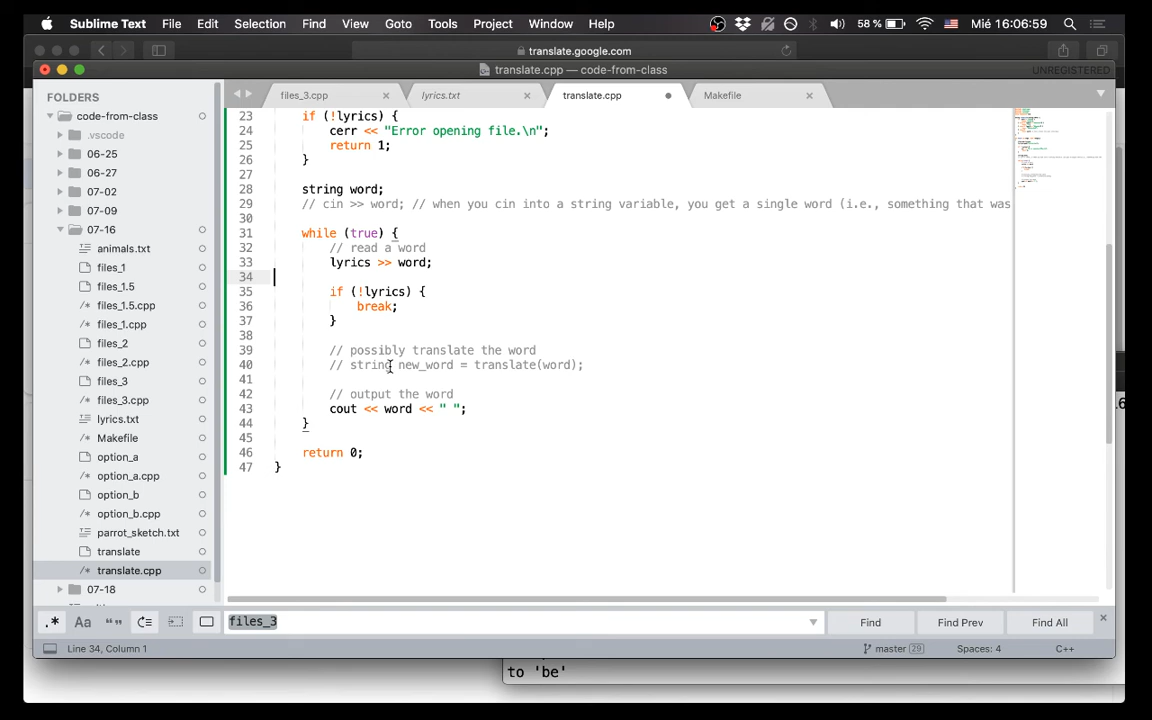 Sublime Text File Edit Selection Find View Goto Tools Project Window Help 58 % Mié 16:06:59
translate.google.com
translate.cpp — code-from-class UNREGISTERED
FOLDERS
code-from-class
.vscode
06-25
06-27
07-02
07-09
07-16
animals.txt
files_1
files_1.5
/* files_1.5.cpp
/* files_1.cpp
files_2
/* files_2.cpp
files_3
/* files_3.cpp
lyrics.txt
Makefile
option_a
/* option_a.cpp
option_b
/* option_b.cpp
parrot_sketch.txt
translate
/* translate.cpp
07-18
files_3.cpp × lyrics.txt × translate.cpp Makefile ×
23 if (!lyrics) {
24 cerr << "Error opening file.\n";
25 return 1;
26 }
27
28 string word;
29 // cin >> word; // when you cin into a string variable, you get a single word (i.e., something that was
30
31 while (true) {
32 // read a word
33 lyrics >> word;
34
35 if (!lyrics) {
36 break;
37 }
38
39 // possibly translate the word
40 // string new_word = translate(word);
41
42 // output the word
43 cout << word << " ";
44 }
45
46 return 0;
47 }
.* Aa “” files_3 Find Find Prev Find All ×
Line 34, Column 1 master 29 Spaces: 4 C++
to 'be'